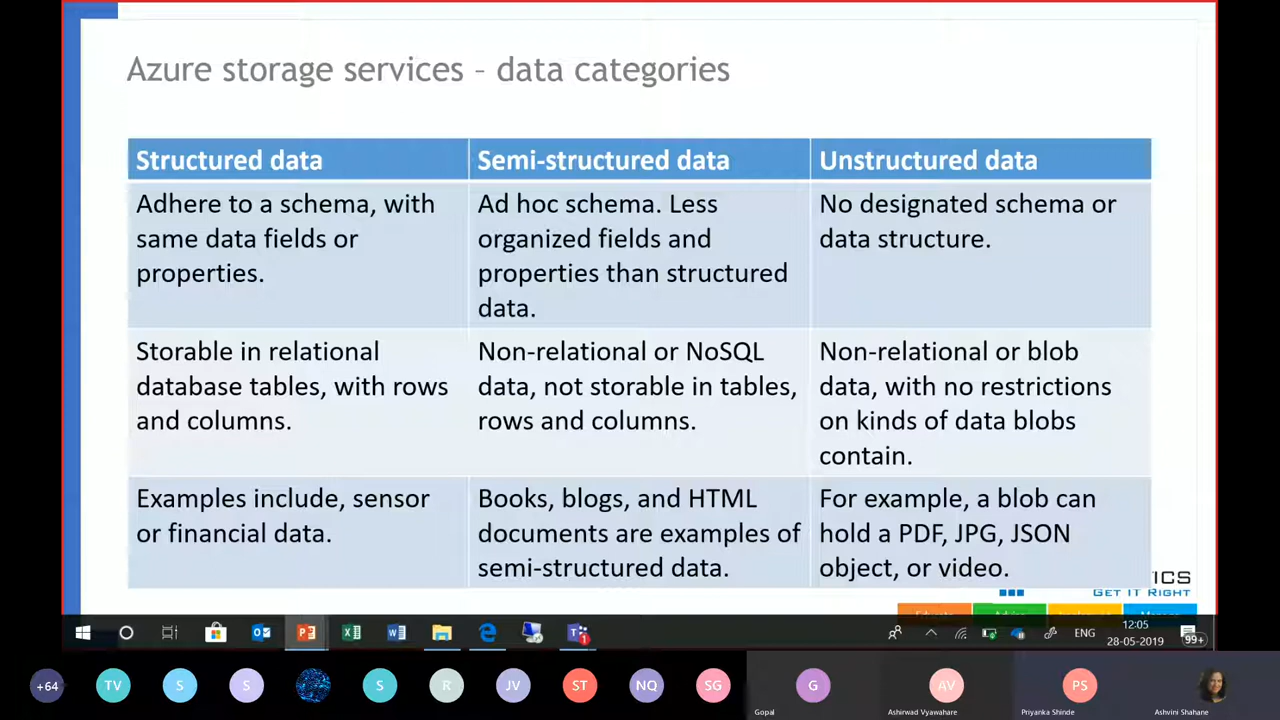 Azure storage services – data categories
Structured data
Semi-structured data
Unstructured data
Adhere to a schema, with
same data fields or
properties.
Ad hoc schema. Less
organized fields and
properties than structured
data.
No designated schema or
data structure.
Storable in relational
database tables, with rows
and columns.
Non-relational or NoSQL
data, not storable in tables,
rows and columns.
Non-relational or blob
data, with no restrictions
on kinds of data blobs
contain.
Examples include, sensor
or financial data.
Books, blogs, and HTML
documents are examples of
semi-structured data.
For example, a blob can
hold a PDF, JPG, JSON
object, or video.
ICS
GET IT RIGHT
ENG
12:05
28-05-2019
99+
+64
TV
S
S
S
R
JV
ST
NQ
SG
G
AV
PS
Gopal
Ashirwad Vyawahare
Priyanka Shinde
Ashvini Shahane